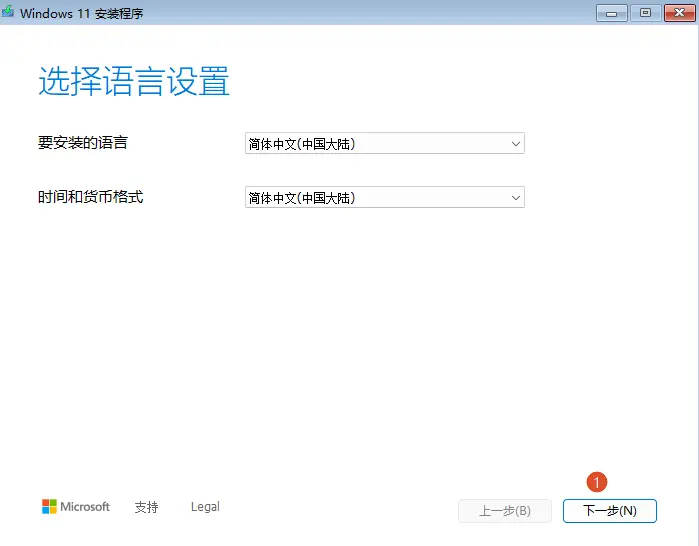 Windows 11 安装程序
选择语言设置
要安装的语言 简体中文(中国大陆)
时间和货币格式 简体中文(中国大陆)
1
Microsoft 支持 Legal 上一步(B) 下一步(N)